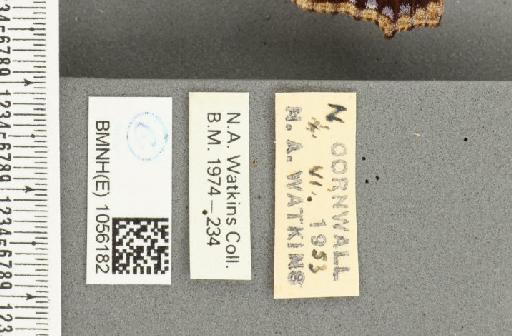 BMNH(E) 1056182
N.A. Watkins Coll.
B.M. 1974-234
N CORNWALL
VI. 1953
N. A. WATKINS